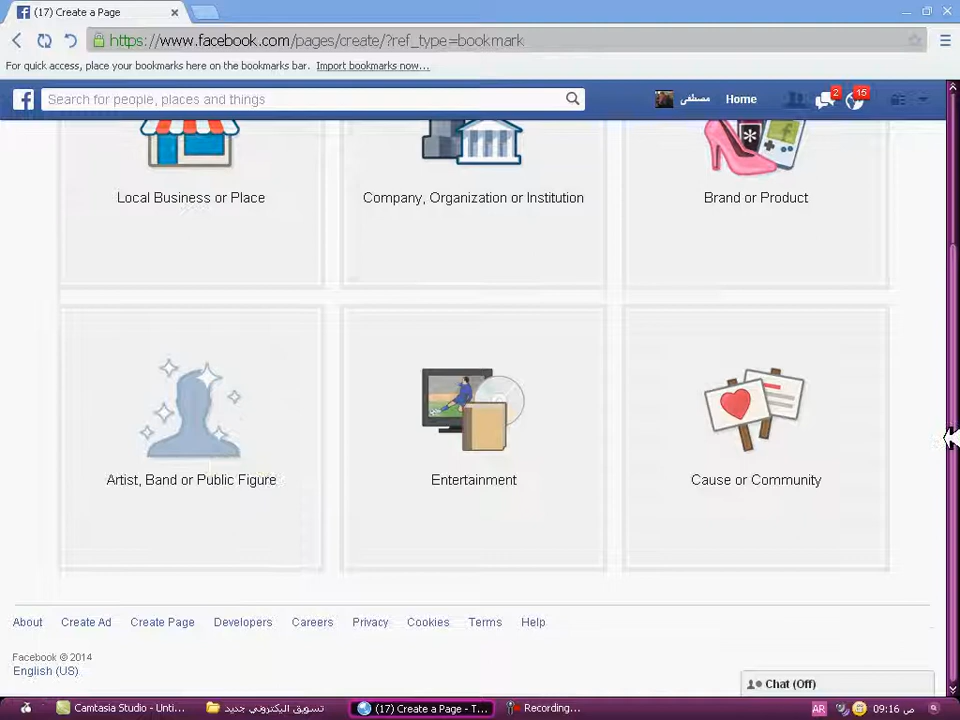 (17) Create a Page
https://www.facebook.com/pages/create/?ref_type=bookmark
For quick access, place your bookmarks here on the bookmarks bar. Import bookmarks now...
Search for people, places and things
مصطفى
Home
2
15
Local Business or Place
Company, Organization or Institution
Brand or Product
Artist, Band or Public Figure
Entertainment
Cause or Community
About Create Ad Create Page Developers Careers Privacy Cookies Terms Help
Facebook © 2014
English (US)
Chat (Off)
Camtasia Studio - Unti...
تسويق اليكتروني جديد
(17) Create a Page - T...
Recording...
AR
09:16 ص